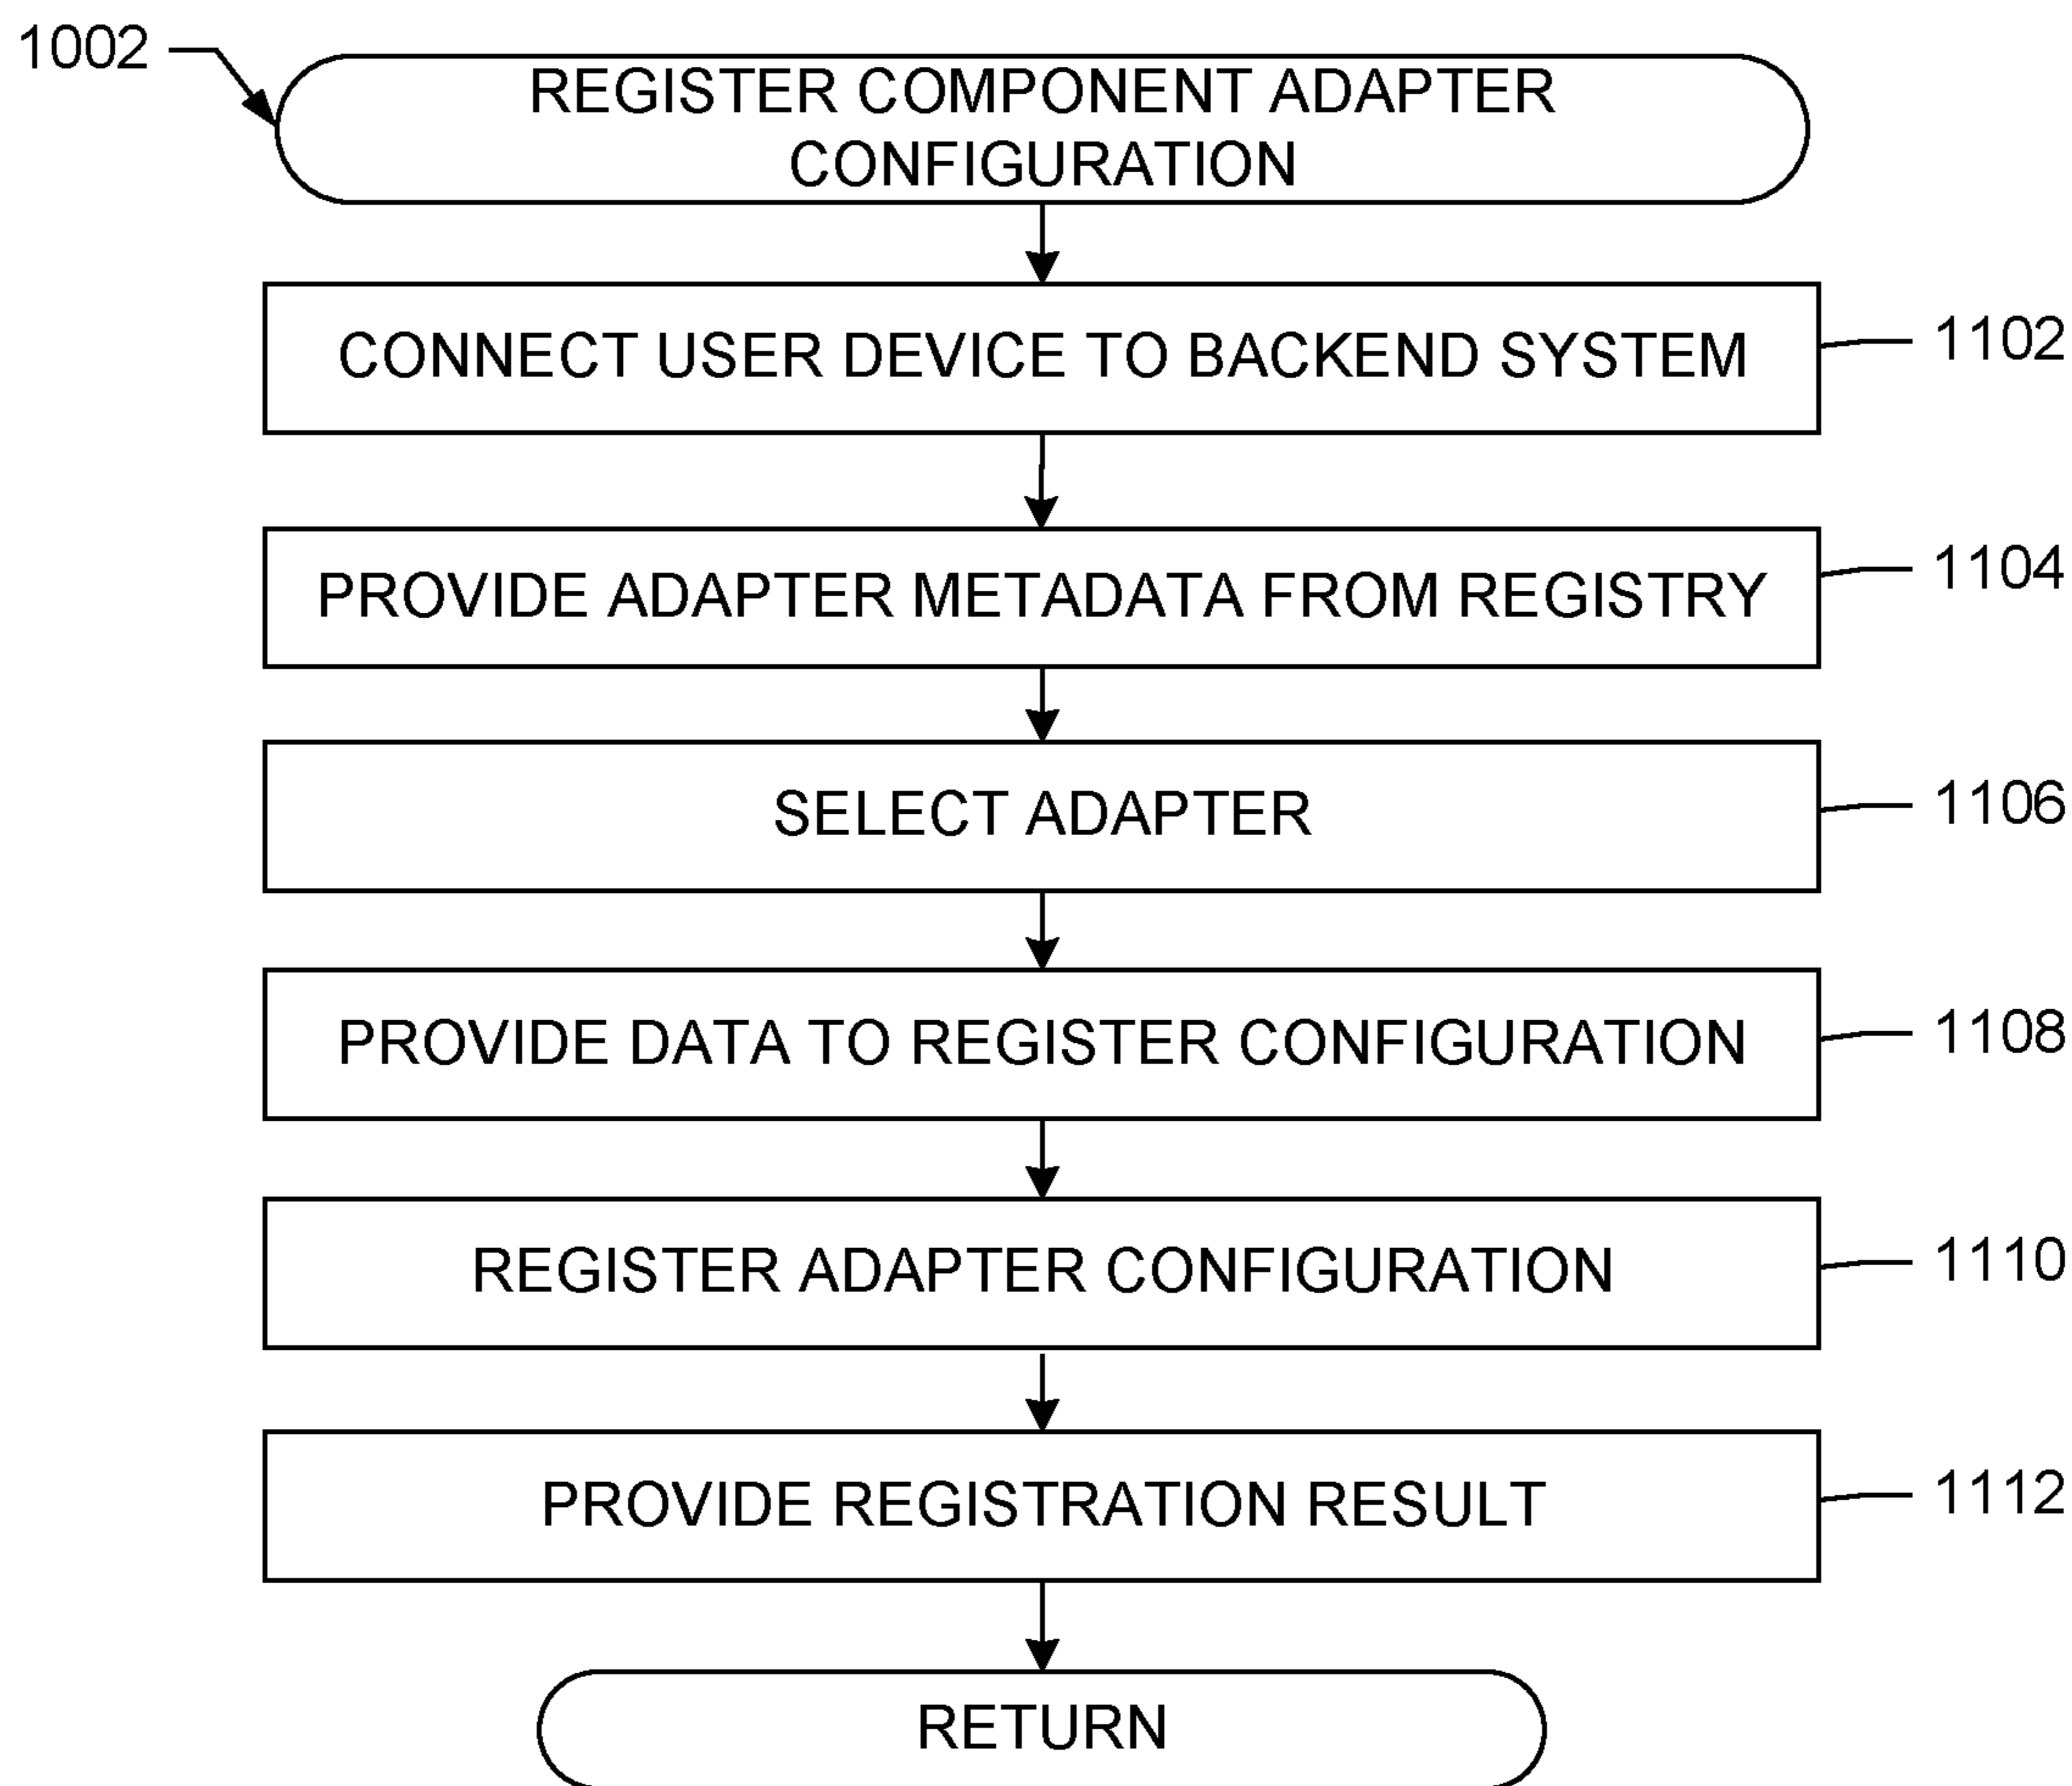 1002
REGISTER COMPONENT ADAPTER
CONFIGURATION
CONNECT USER DEVICE TO BACKEND SYSTEM
1102
PROVIDE ADAPTER METADATA FROM REGISTRY
1104
SELECT ADAPTER
1106
PROVIDE DATA TO REGISTER CONFIGURATION
1108
REGISTER ADAPTER CONFIGURATION
1110
PROVIDE REGISTRATION RESULT
1112
RETURN